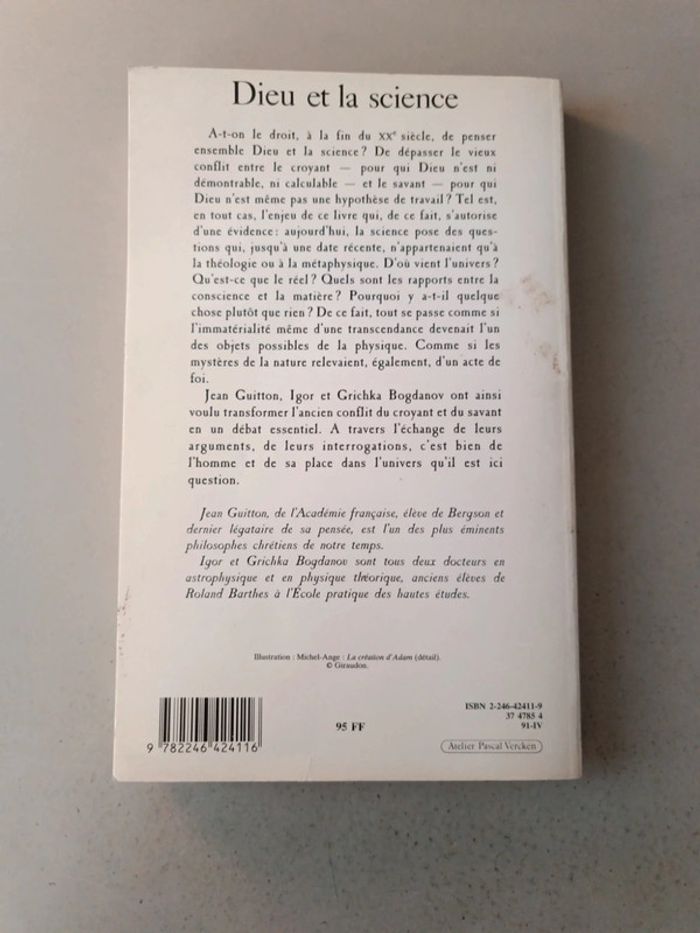 Dieu et la science
A-t-on le droit, à la fin du XXe siècle, de penser
ensemble Dieu et la science ? De dépasser le vieux
conflit entre le croyant — pour qui Dieu n'est ni
démontrable, ni calculable — et le savant — pour qui
Dieu n'est même pas une hypothèse de travail ? Tel est,
en tout cas, l'enjeu de ce livre qui, de ce fait, s'autorise
d'une évidence : aujourd'hui, la science pose des ques-
tions qui, jusqu'à une date récente, n'appartenaient qu'à
la théologie ou à la métaphysique. D'où vient l'univers ?
Qu'est-ce que le réel ? Quels sont les rapports entre la
conscience et la matière ? Pourquoi y a-t-il quelque
chose plutôt que rien ? De ce fait, tout se passe comme si
l'immatérialité même d'une transcendance devenait l'un
des objets possibles de la physique. Comme si les
mystères de la nature relevaient, également, d'un acte de
foi.
Jean Guitton, Igor et Grichka Bogdanov ont ainsi
voulu transformer l'ancien conflit du croyant et du savant
en un débat essentiel. A travers l'échange de leurs
arguments, de leurs interrogations, c'est bien de
l'homme et de sa place dans l'univers qu'il est ici
question.
Jean Guitton, de l'Académie française, élève de Bergson et
dernier légataire de sa pensée, est l'un des plus éminents
philosophes chrétiens de notre temps.
Igor et Grichka Bogdanov sont tous deux docteurs en
astrophysique et en physique théorique, anciens élèves de
Roland Barthes à l'École pratique des hautes études.
Illustration : Michel-Ange : La création d'Adam (détail).
© Giraudon.
ISBN 2-246-42411-9
37 4785 4
91-IV
95 FF
Atelier Pascal Vercken
9 782246 424116